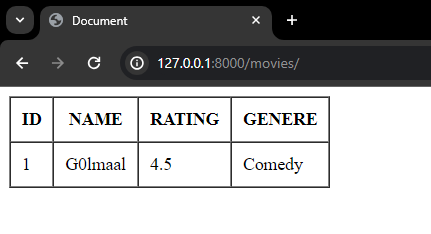 Document
127.0.0.1:8000/movies/
ID NAME RATING GENERE
1 G0lmaal 4.5 Comedy